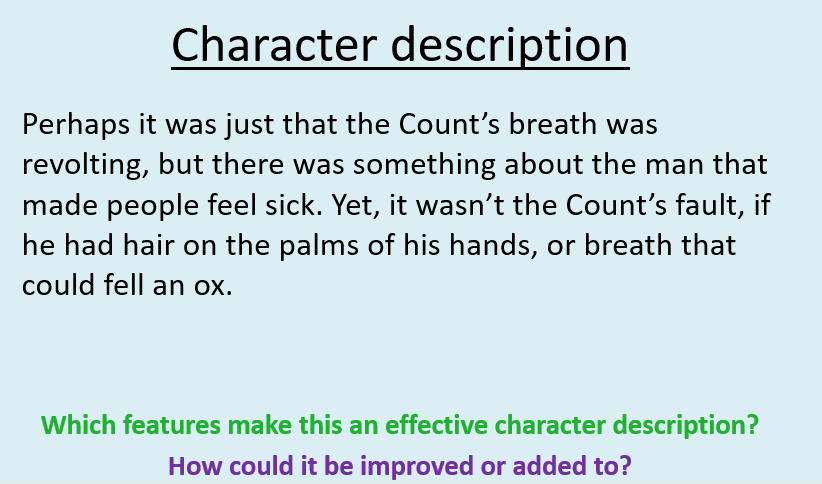 Character description
Perhaps it was just that the Count’s breath was
revolting, but there was something about the man that
made people feel sick. Yet, it wasn’t the Count’s fault, if
he had hair on the palms of his hands, or breath that
could fell an ox.
Which features make this an effective character description?
How could it be improved or added to?